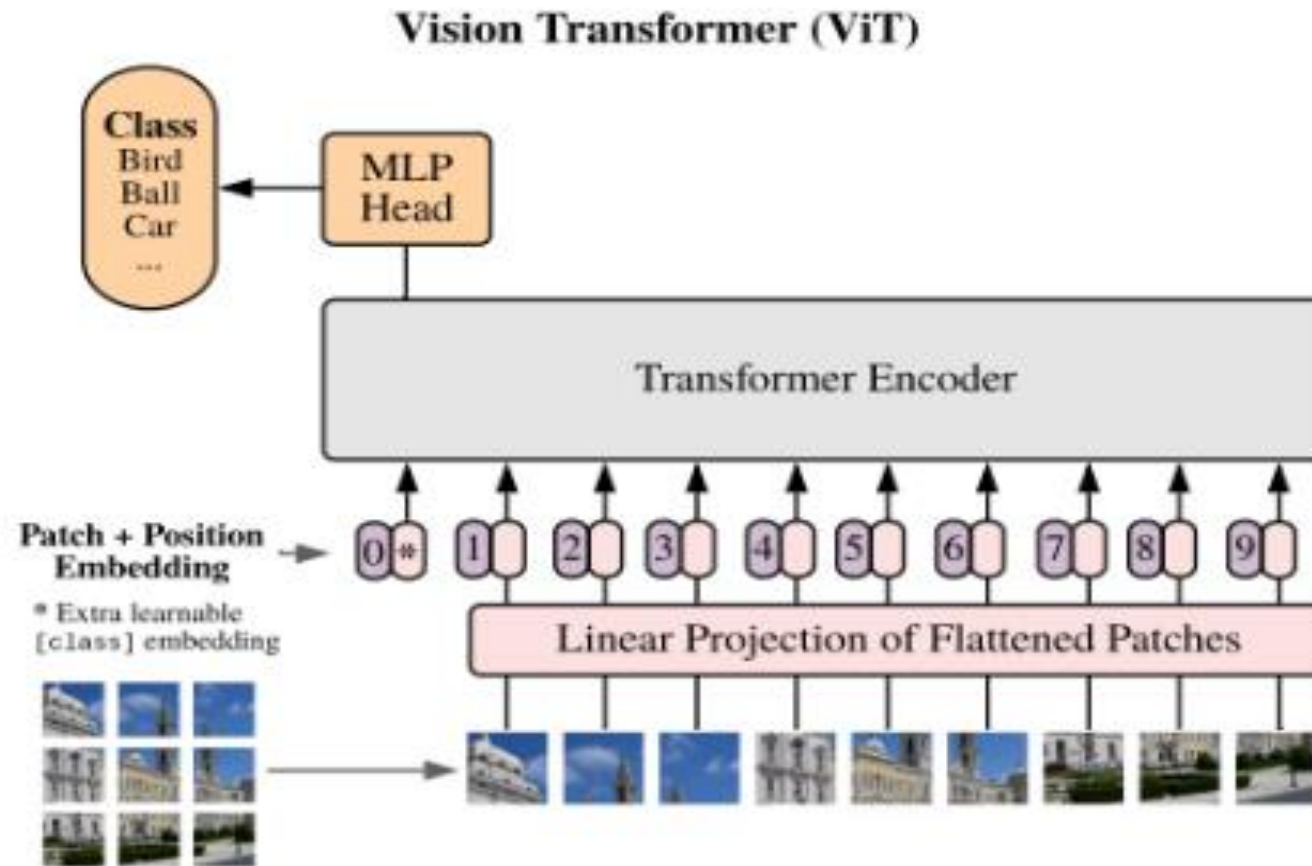 Vision Transformer (ViT)
Class
Bird
Ball
Car
...
MLP
Head
Transformer Encoder
Patch + Position
Embedding
0 * 1 2 3 4 5 6 7 8 9
* Extra learnable
[class] embedding
Linear Projection of Flattened Patches